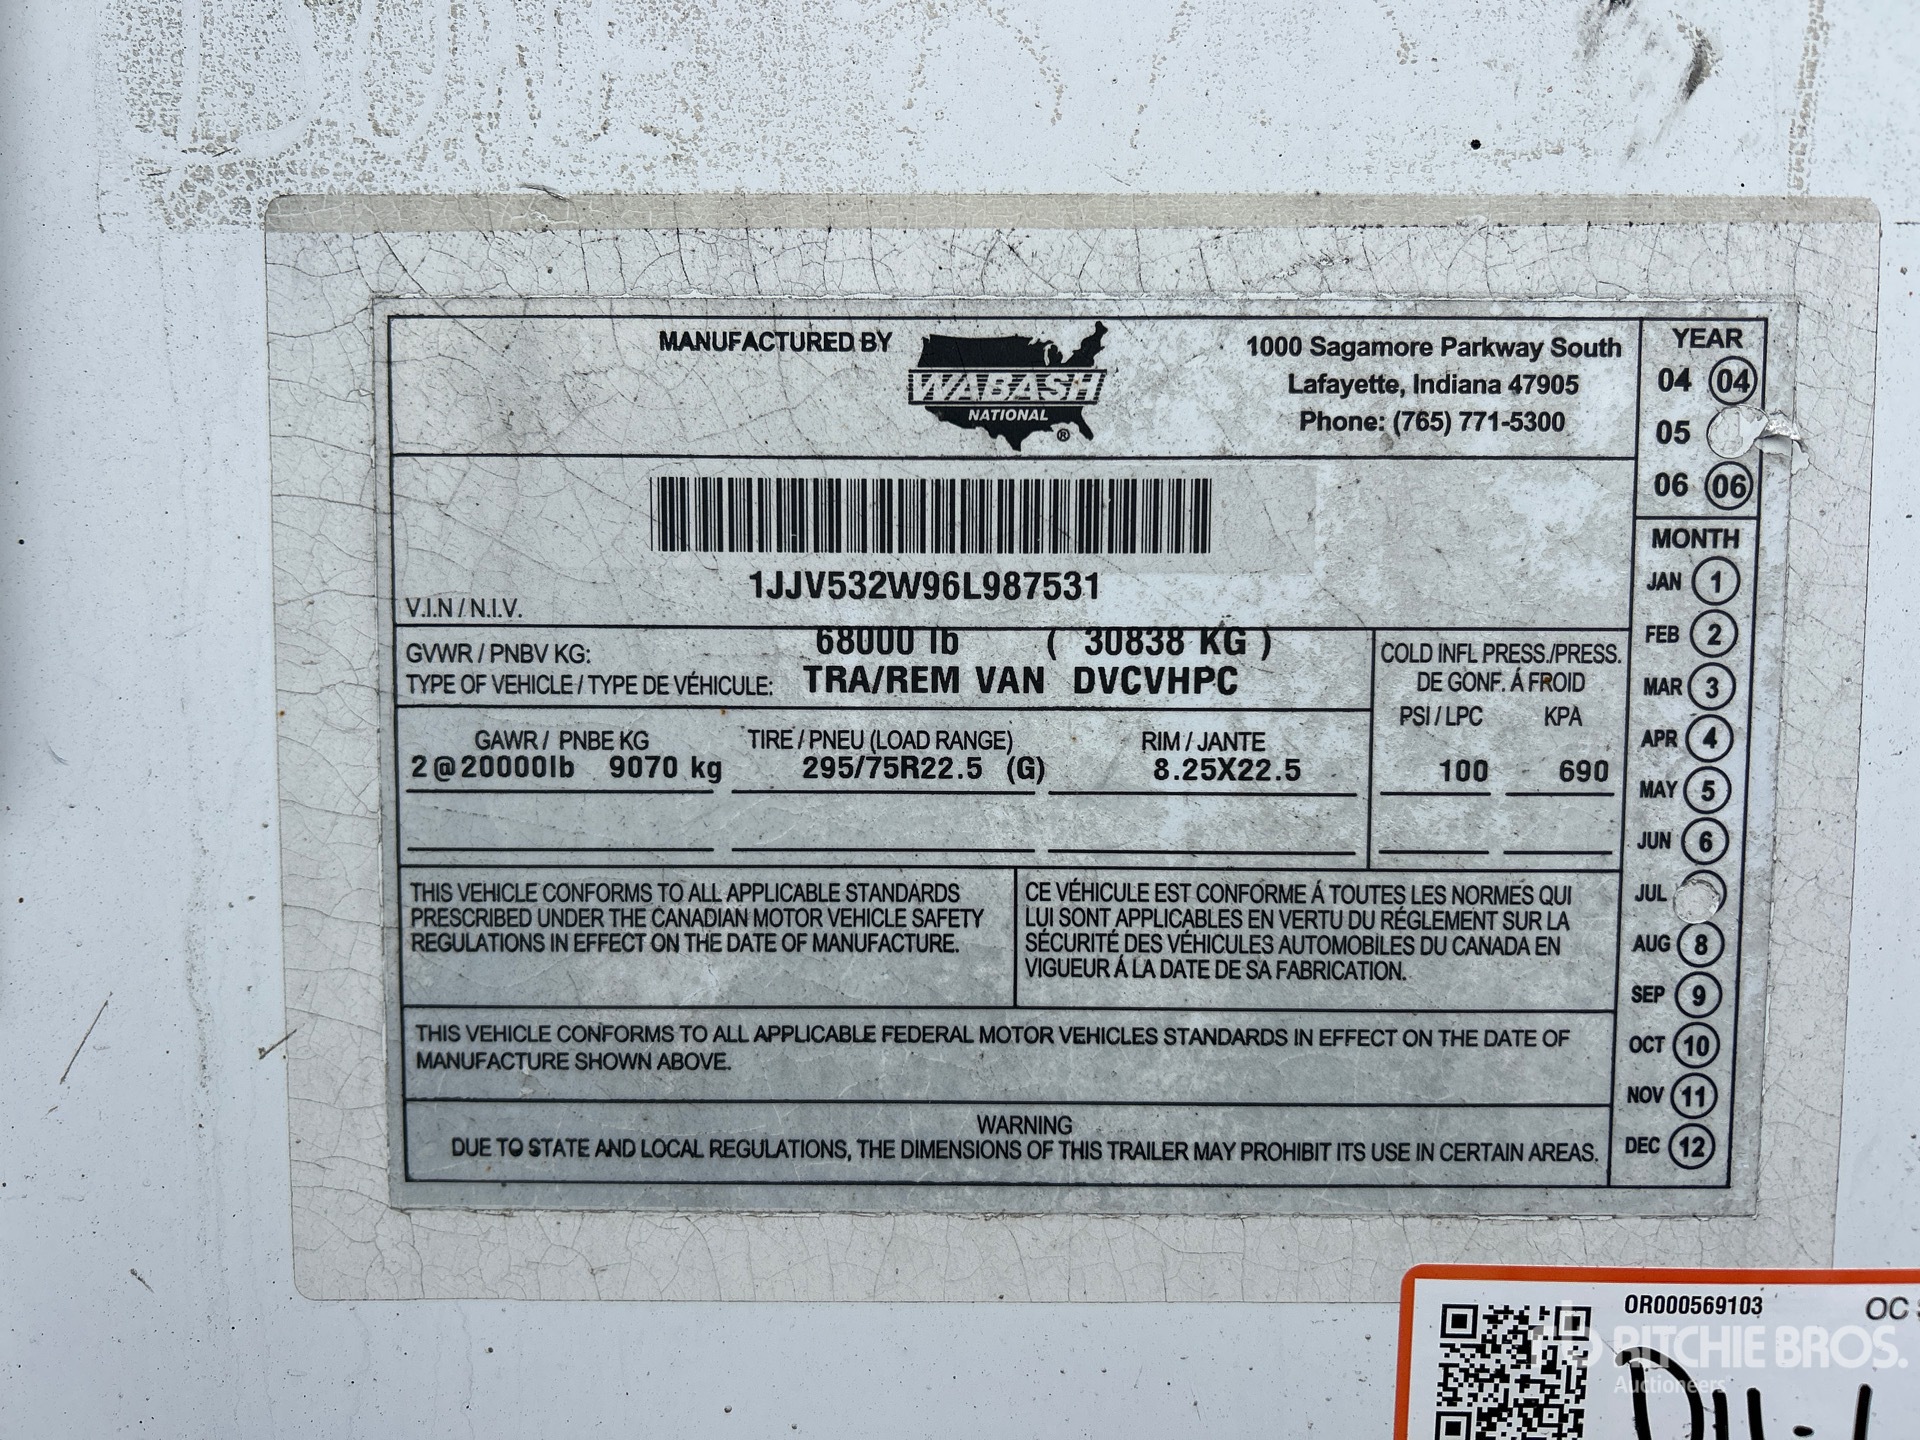 MANUFACTURED BY
WABASH
NATIONAL
®
1000 Sagamore Parkway South
Lafayette, Indiana 47905
Phone: (765) 771-5300
YEAR
04 04
05
06 06
1JJV532W96L987531
V.I.N / N.I.V.
GVWR / PNBV KG: 68000 lb ( 30838 KG )
TYPE OF VEHICLE / TYPE DE VÉHICULE: TRA/REM VAN DVCVHPC
COLD INFL PRESS./PRESS.
DE GONF. Á FROID
PSI / LPC KPA
GAWR / PNBE KG TIRE / PNEU (LOAD RANGE) RIM / JANTE
2@20000lb 9070 kg 295/75R22.5 (G) 8.25X22.5 100 690
MONTH
JAN 1
FEB 2
MAR 3
APR 4
MAY 5
JUN 6
JUL
AUG 8
SEP 9
OCT 10
NOV 11
DEC 12
THIS VEHICLE CONFORMS TO ALL APPLICABLE STANDARDS
PRESCRIBED UNDER THE CANADIAN MOTOR VEHICLE SAFETY
REGULATIONS IN EFFECT ON THE DATE OF MANUFACTURE.
CE VÉHICULE EST CONFORME Á TOUTES LES NORMES QUI
LUI SONT APPLICABLES EN VERTU DU RÉGLEMENT SUR LA
SÉCURITÉ DES VÉHICULES AUTOMOBILES DU CANADA EN
VIGUEUR Á LA DATE DE SA FABRICATION.
THIS VEHICLE CONFORMS TO ALL APPLICABLE FEDERAL MOTOR VEHICLES STANDARDS IN EFFECT ON THE DATE OF
MANUFACTURE SHOWN ABOVE.
WARNING
DUE TO STATE AND LOCAL REGULATIONS, THE DIMENSIONS OF THIS TRAILER MAY PROHIBIT ITS USE IN CERTAIN AREAS.
OR000569103 OC
RITCHIE BROS.
Auctioneers